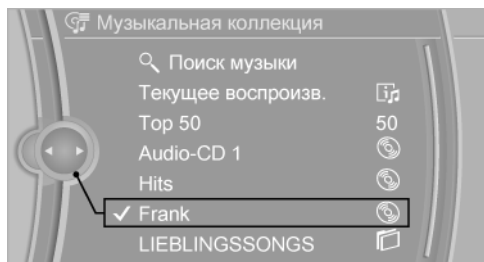 Музыкальная коллекция
Поиск музыки
Текущее воспроизв.
Top 50 50
Audio-CD 1
Hits
Frank
LIEBLINGSSONGS